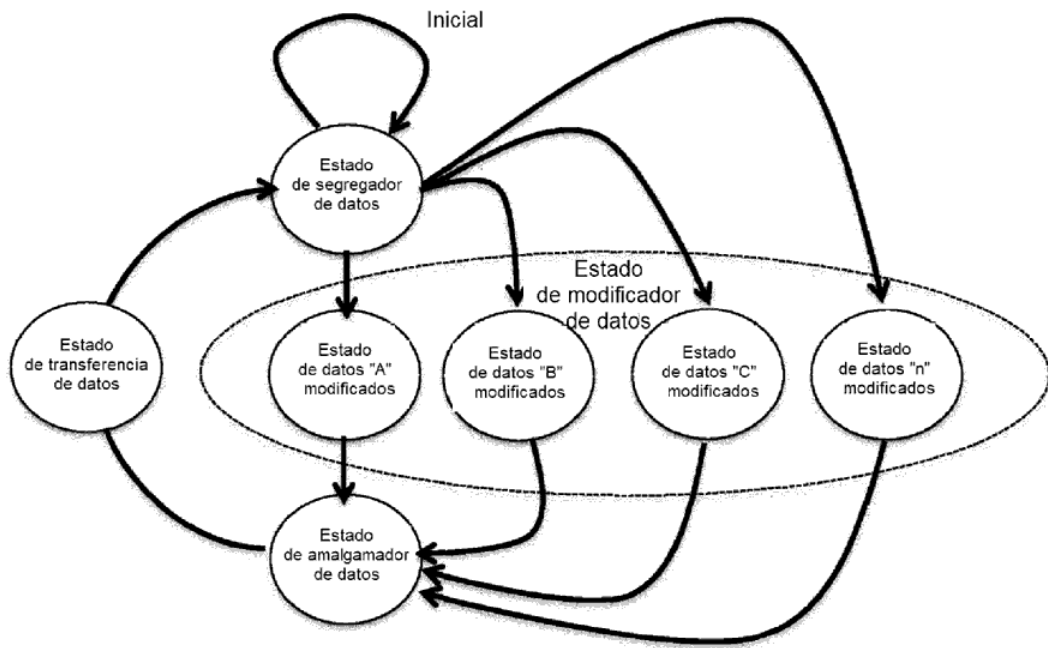 Inicial
Estado
de segregador
de datos
Estado
de modificador
de datos
Estado
de transferencia
de datos
Estado
de datos "A"
modificados
Estado
de datos "B"
modificados
Estado
de datos "C"
modificados
Estado
de datos "n"
modificados
Estado
de amalgamador
de datos